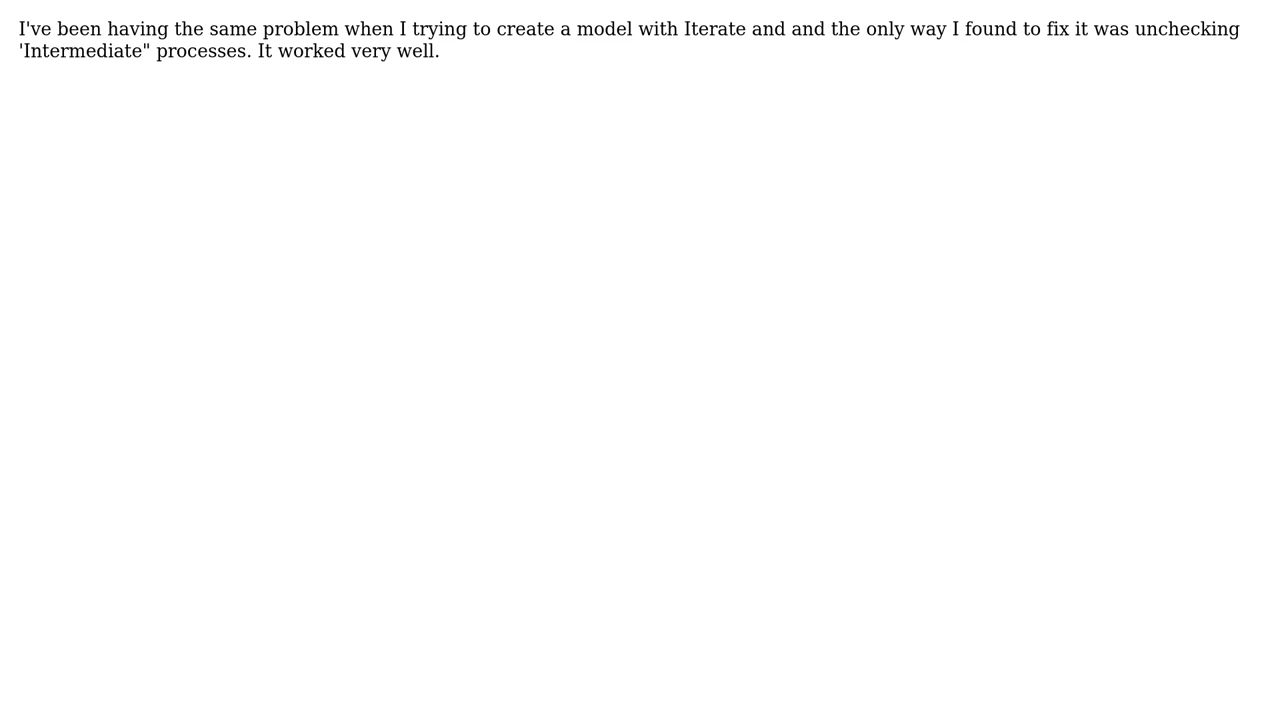 I've been having the same problem when I trying to create a model with Iterate and and the only way I found to fix it was unchecking
'Intermediate" processes. It worked very well.